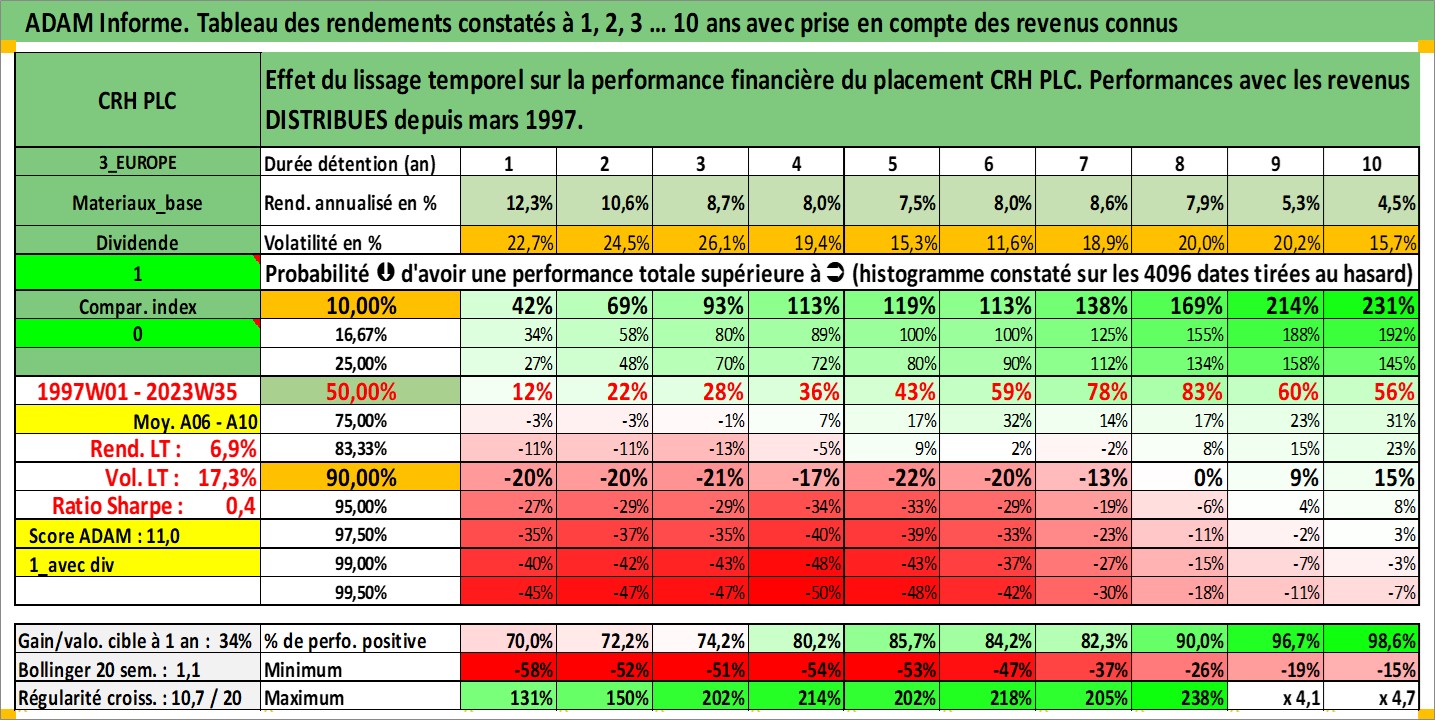 ADAM Informe. Tableau des rendements constatés à 1, 2, 3 ... 10 ans avec prise en compte des revenus connus
CRH PLC
Effet du lissage temporel sur la performance financière du placement CRH PLC. Performances avec les revenus
DISTRIBUES depuis mars 1997.
3_EUROPE Durée détention (an) 1 2 3 4 5 6 7 8 9 10
Materiaux_base Rend. annualisé en % 12,3% 10,6% 8,7% 8,0% 7,5% 8,0% 8,6% 7,9% 5,3% 4,5%
Dividende Volatilité en % 22,7% 24,5% 26,1% 19,4% 15,3% 11,6% 18,9% 20,0% 20,2% 15,7%
1 Probabilité d'avoir une performance totale supérieure à (histogramme constaté sur les 4096 dates tirées au hasard)
Compar. index 10,00% 42% 69% 93% 113% 119% 113% 138% 169% 214% 231%
0 16,67% 34% 58% 80% 89% 100% 100% 125% 155% 188% 192%
25,00% 27% 48% 70% 72% 80% 90% 112% 134% 158% 145%
1997W01 - 2023W35 50,00% 12% 22% 28% 36% 43% 59% 78% 83% 60% 56%
Moy. A06 - A10 75,00% -3% -3% -1% 7% 17% 32% 14% 17% 23% 31%
Rend. LT : 6,9% 83,33% -11% -11% -13% -5% 9% 2% -2% 8% 15% 23%
Vol. LT : 17,3% 90,00% -20% -20% -21% -17% -22% -20% -13% 0% 9% 15%
Ratio Sharpe : 0,4 95,00% -27% -29% -29% -34% -33% -29% -19% -6% 4% 8%
Score ADAM : 11,0 97,50% -35% -37% -35% -40% -39% -33% -23% -11% -2% 3%
1_avec div 99,00% -40% -42% -43% -48% -43% -37% -27% -15% -7% -3%
99,50% -45% -47% -47% -50% -48% -42% -30% -18% -11% -7%
Gain/valo. cible à 1 an : 34% % de perfo. positive 70,0% 72,2% 74,2% 80,2% 85,7% 84,2% 82,3% 90,0% 96,7% 98,6%
Bollinger 20 sem. : 1,1 Minimum -58% -52% -51% -54% -53% -47% -37% -26% -19% -15%
Régularité croiss. : 10,7 / 20 Maximum 131% 150% 202% 214% 202% 218% 205% 238% x 4,1 x 4,7